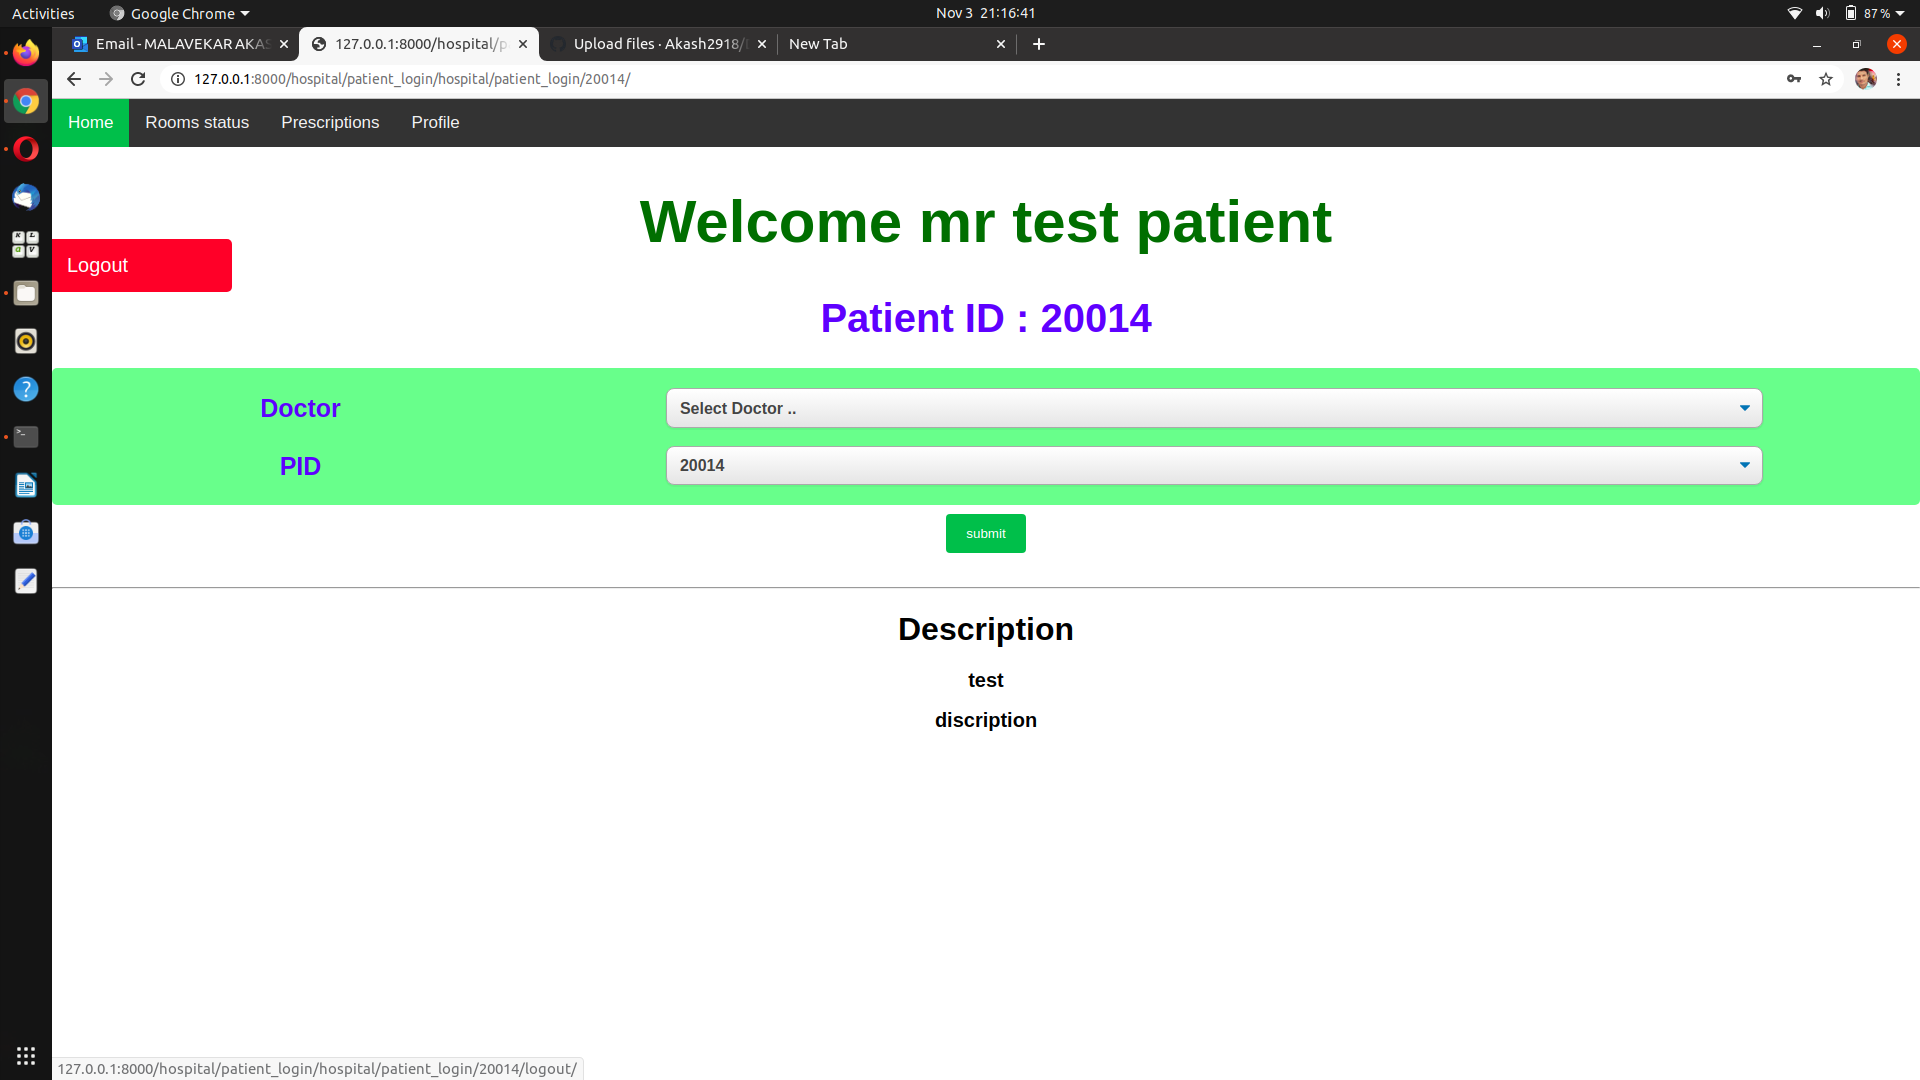 Activities Google Chrome Nov 3 21:16:41 87 %
Email - MALAVEKAR AKAS 127.0.0.1:8000/hospital/p Upload files · Akash2918/ New Tab
127.0.0.1:8000/hospital/patient_login/hospital/patient_login/20014/
Home Rooms status Prescriptions Profile
Welcome mr test patient
Logout
Patient ID : 20014
Doctor Select Doctor ..
PID 20014
submit
Description
test
discription
127.0.0.1:8000/hospital/patient_login/hospital/patient_login/20014/logout/